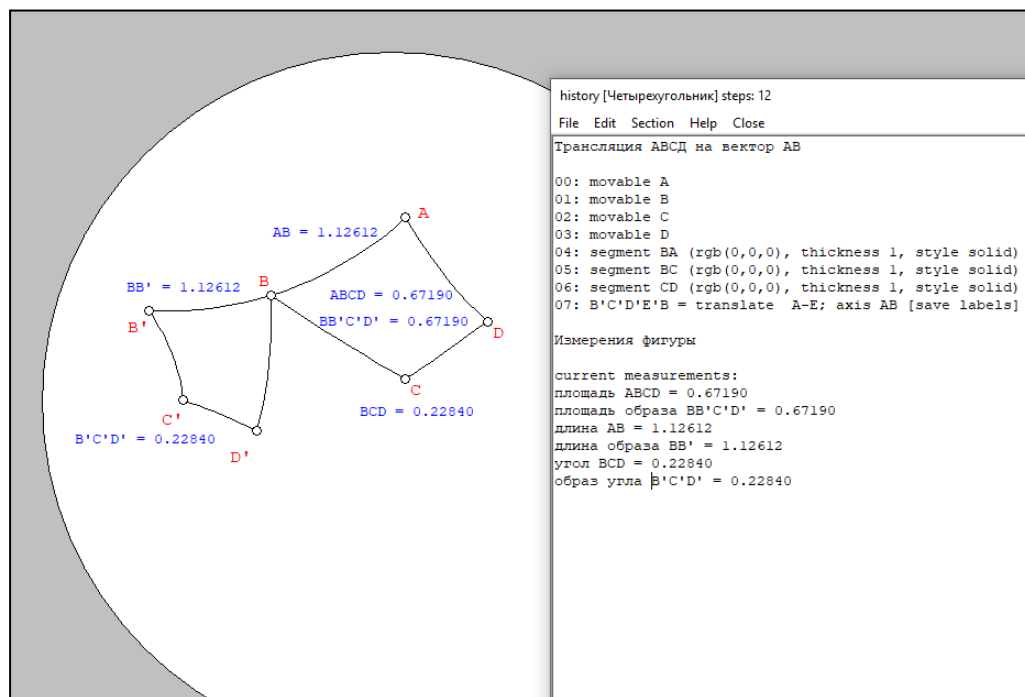 history [Четырехугольник] steps: 12
File Edit Section Help Close
Трансляция АВСД на вектор АВ
00: movable A
01: movable B
02: movable C
03: movable D
04: segment BA (rgb(0,0,0), thickness 1, style solid)
05: segment BC (rgb(0,0,0), thickness 1, style solid)
06: segment CD (rgb(0,0,0), thickness 1, style solid)
07: B'C'D'E'B = translate A-E; axis AB [save labels]
Измерения фигуры
current measurements:
площадь ABCD = 0.67190
площадь образа BB'C'D' = 0.67190
длина AB = 1.12612
длина образа BB' = 1.12612
угол BCD = 0.22840
образ угла B'C'D' = 0.22840
A
AB = 1.12612
B
BB' = 1.12612
ABCD = 0.67190
B'
BB'C'D' = 0.67190
D
C
BCD = 0.22840
C'
B'C'D' = 0.22840
D'